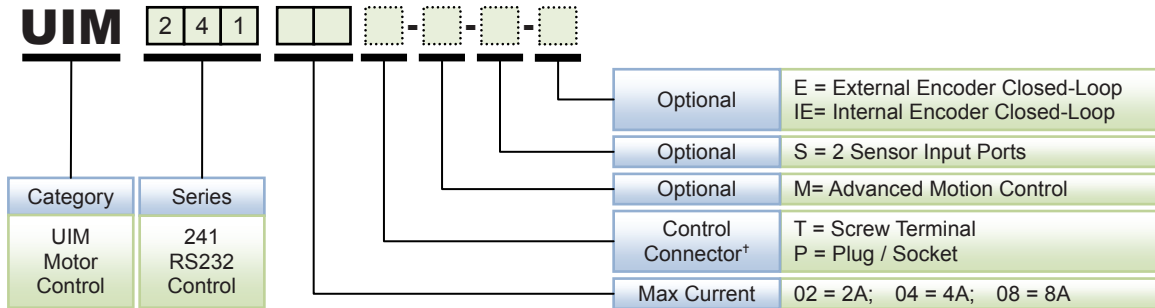 UIM 2 4 1 - - -
Optional
E = External Encoder Closed-Loop
IE= Internal Encoder Closed-Loop
Optional
S = 2 Sensor Input Ports
Optional
M= Advanced Motion Control
Control
Connector†
T = Screw Terminal
P = Plug / Socket
Max Current
02 = 2A; 04 = 4A; 08 = 8A
Category
UIM
Motor
Control
Series
241
RS232
Control